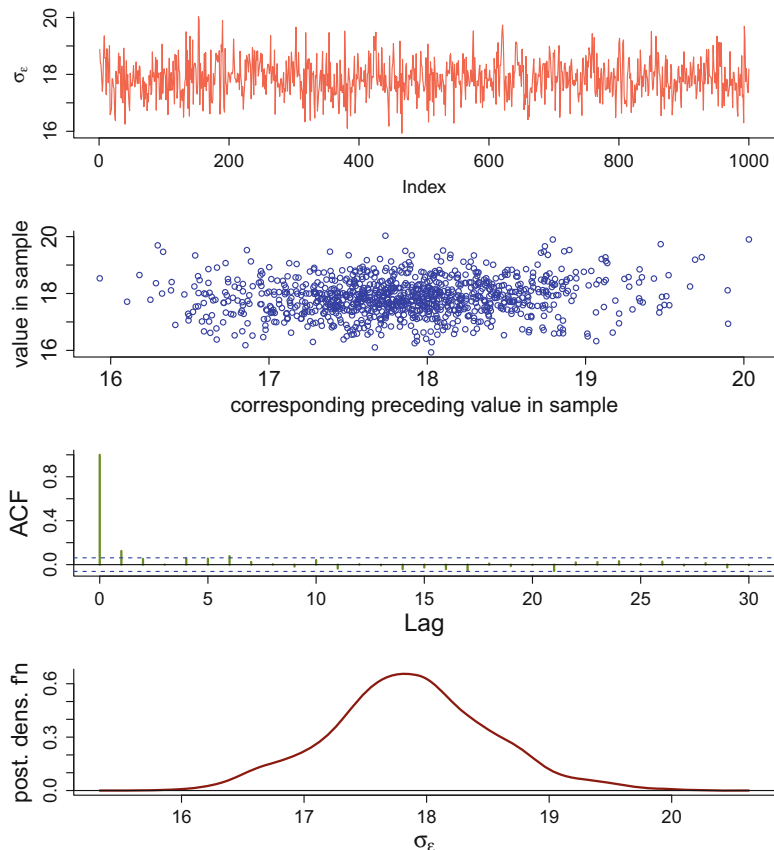 σε
20
18
16
0 200 400 600 800 1000
Index
value in sample
20
18
16
16 17 18 19 20
corresponding preceding value in sample
ACF
0.8
0.4
0.0
0 5 10 15 20 25 30
Lag
post. dens. f'n
0.6
0.3
0.0
16 17 18 19 20
σε